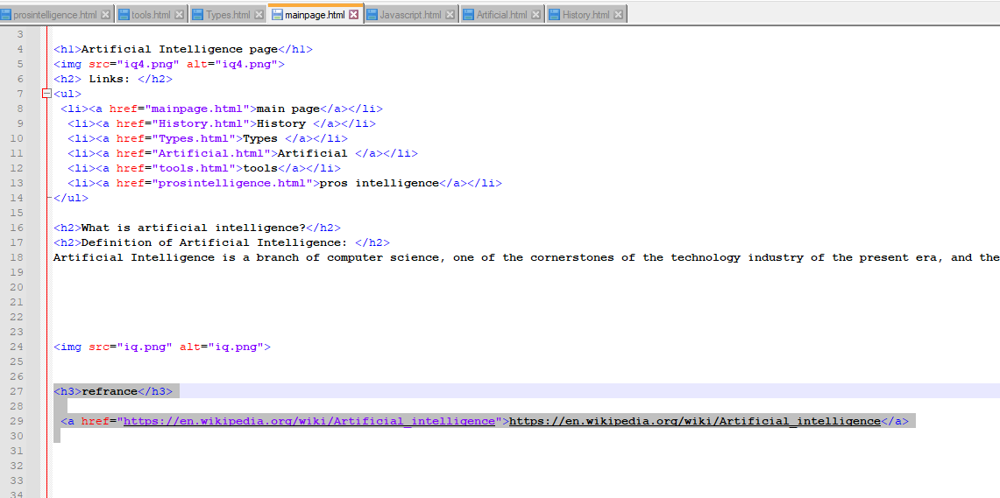 prosintelligence.html tools.html Types.html mainpage.html Javascript.html Artificial.html History.html
3
4 <h1>Artificial Intelligence page</h1>
5 <img src="iq4.png" alt="iq4.png">
6 <h2> Links: </h2>
7 <ul>
8 <li><a href="mainpage.html">main page</a></li>
9 <li><a href="History.html">History </a></li>
10 <li><a href="Types.html">Types </a></li>
11 <li><a href="Artificial.html">Artificial </a></li>
12 <li><a href="tools.html">tools</a></li>
13 <li><a href="prosintelligence.html">pros intelligence</a></li>
14 </ul>
15
16 <h2>What is artificial intelligence?</h2>
17 <h2>Definition of Artificial Intelligence: </h2>
18 Artificial Intelligence is a branch of computer science, one of the cornerstones of the technology industry of the present era, and the
19
20
21
22
23
24 <img src="iq.png" alt="iq.png">
25
26
27 <h3>refrance</h3>
28
29 <a href="https://en.wikipedia.org/wiki/Artificial_intelligence">https://en.wikipedia.org/wiki/Artificial_intelligence</a>
30
31
32
33
34